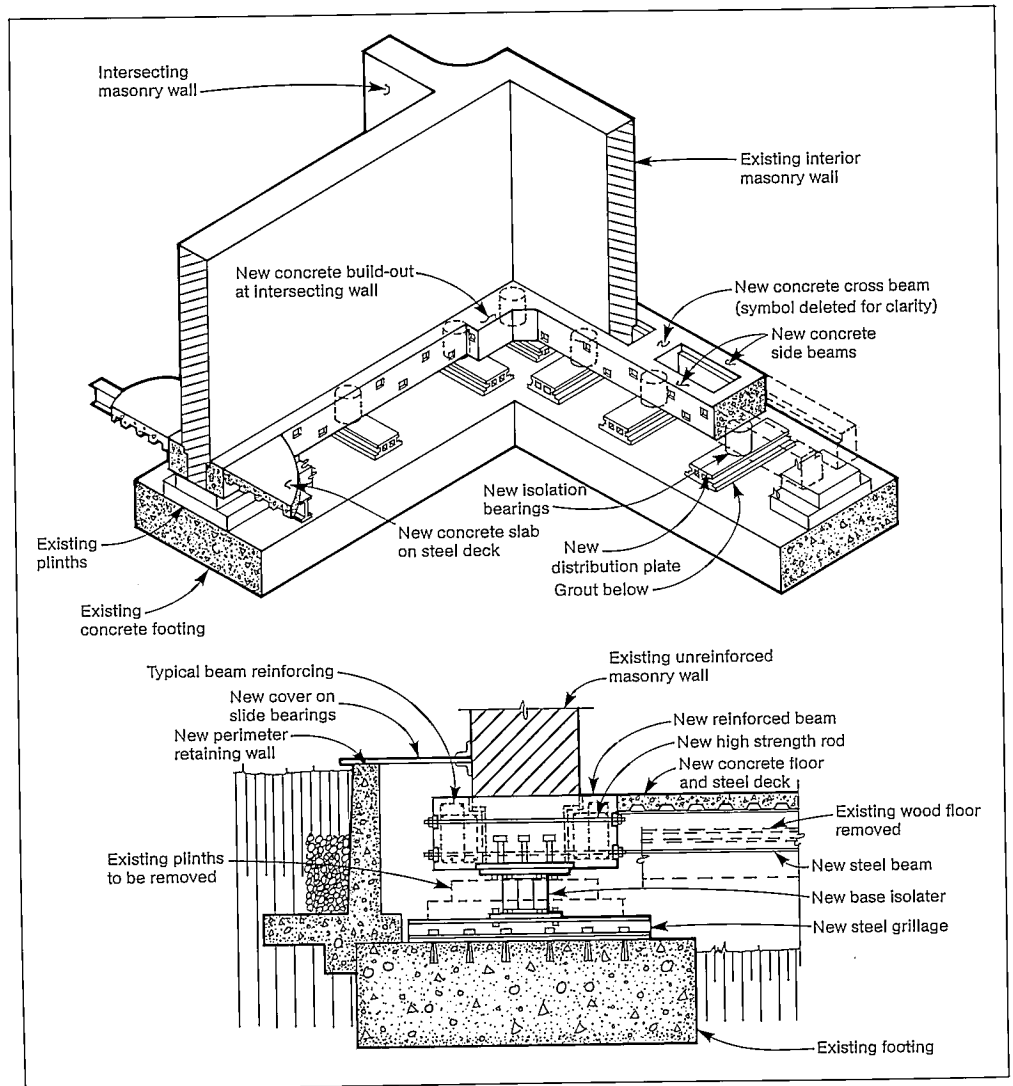 Intersecting
masonry wall
Existing interior
masonry wall
New concrete build-out
at intersecting wall
New concrete cross beam
(symbol deleted for clarity)
New concrete
side beams
New isolation
bearings
New concrete slab
on steel deck
New
distribution plate
Grout below
Existing
plinths
Existing
concrete footing
Typical beam reinforcing
New cover on
slide bearings
New perimeter
retaining wall
Existing unreinforced
masonry wall
New reinforced beam
New high strength rod
New concrete floor
and steel deck
Existing wood floor
removed
Existing plinths
to be removed
New steel beam
New base isolater
New steel grillage
Existing footing